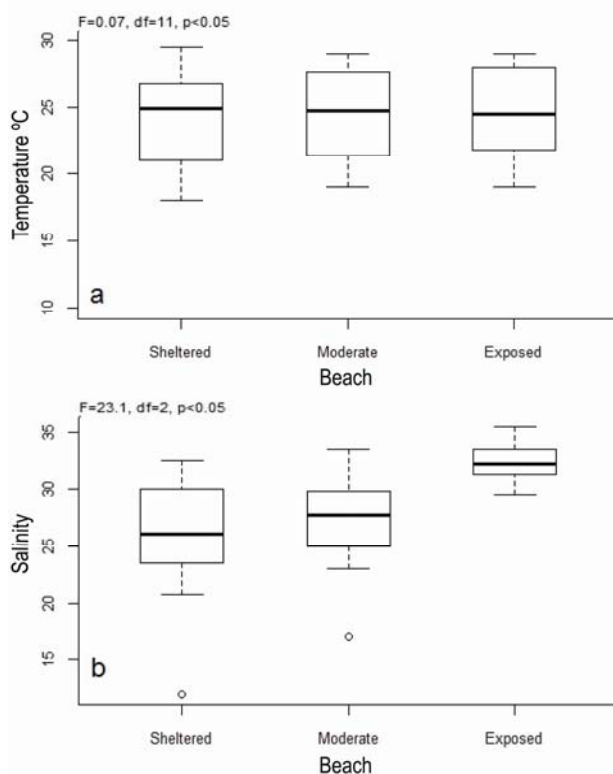 F=0.07, df=11, p<0.05
30
25
20
15
10
Temperature ºC
a
Sheltered Moderate Exposed
Beach
F=23.1, df=2, p<0.05
35
30
25
20
15
Salinity
b
Sheltered Moderate Exposed
Beach